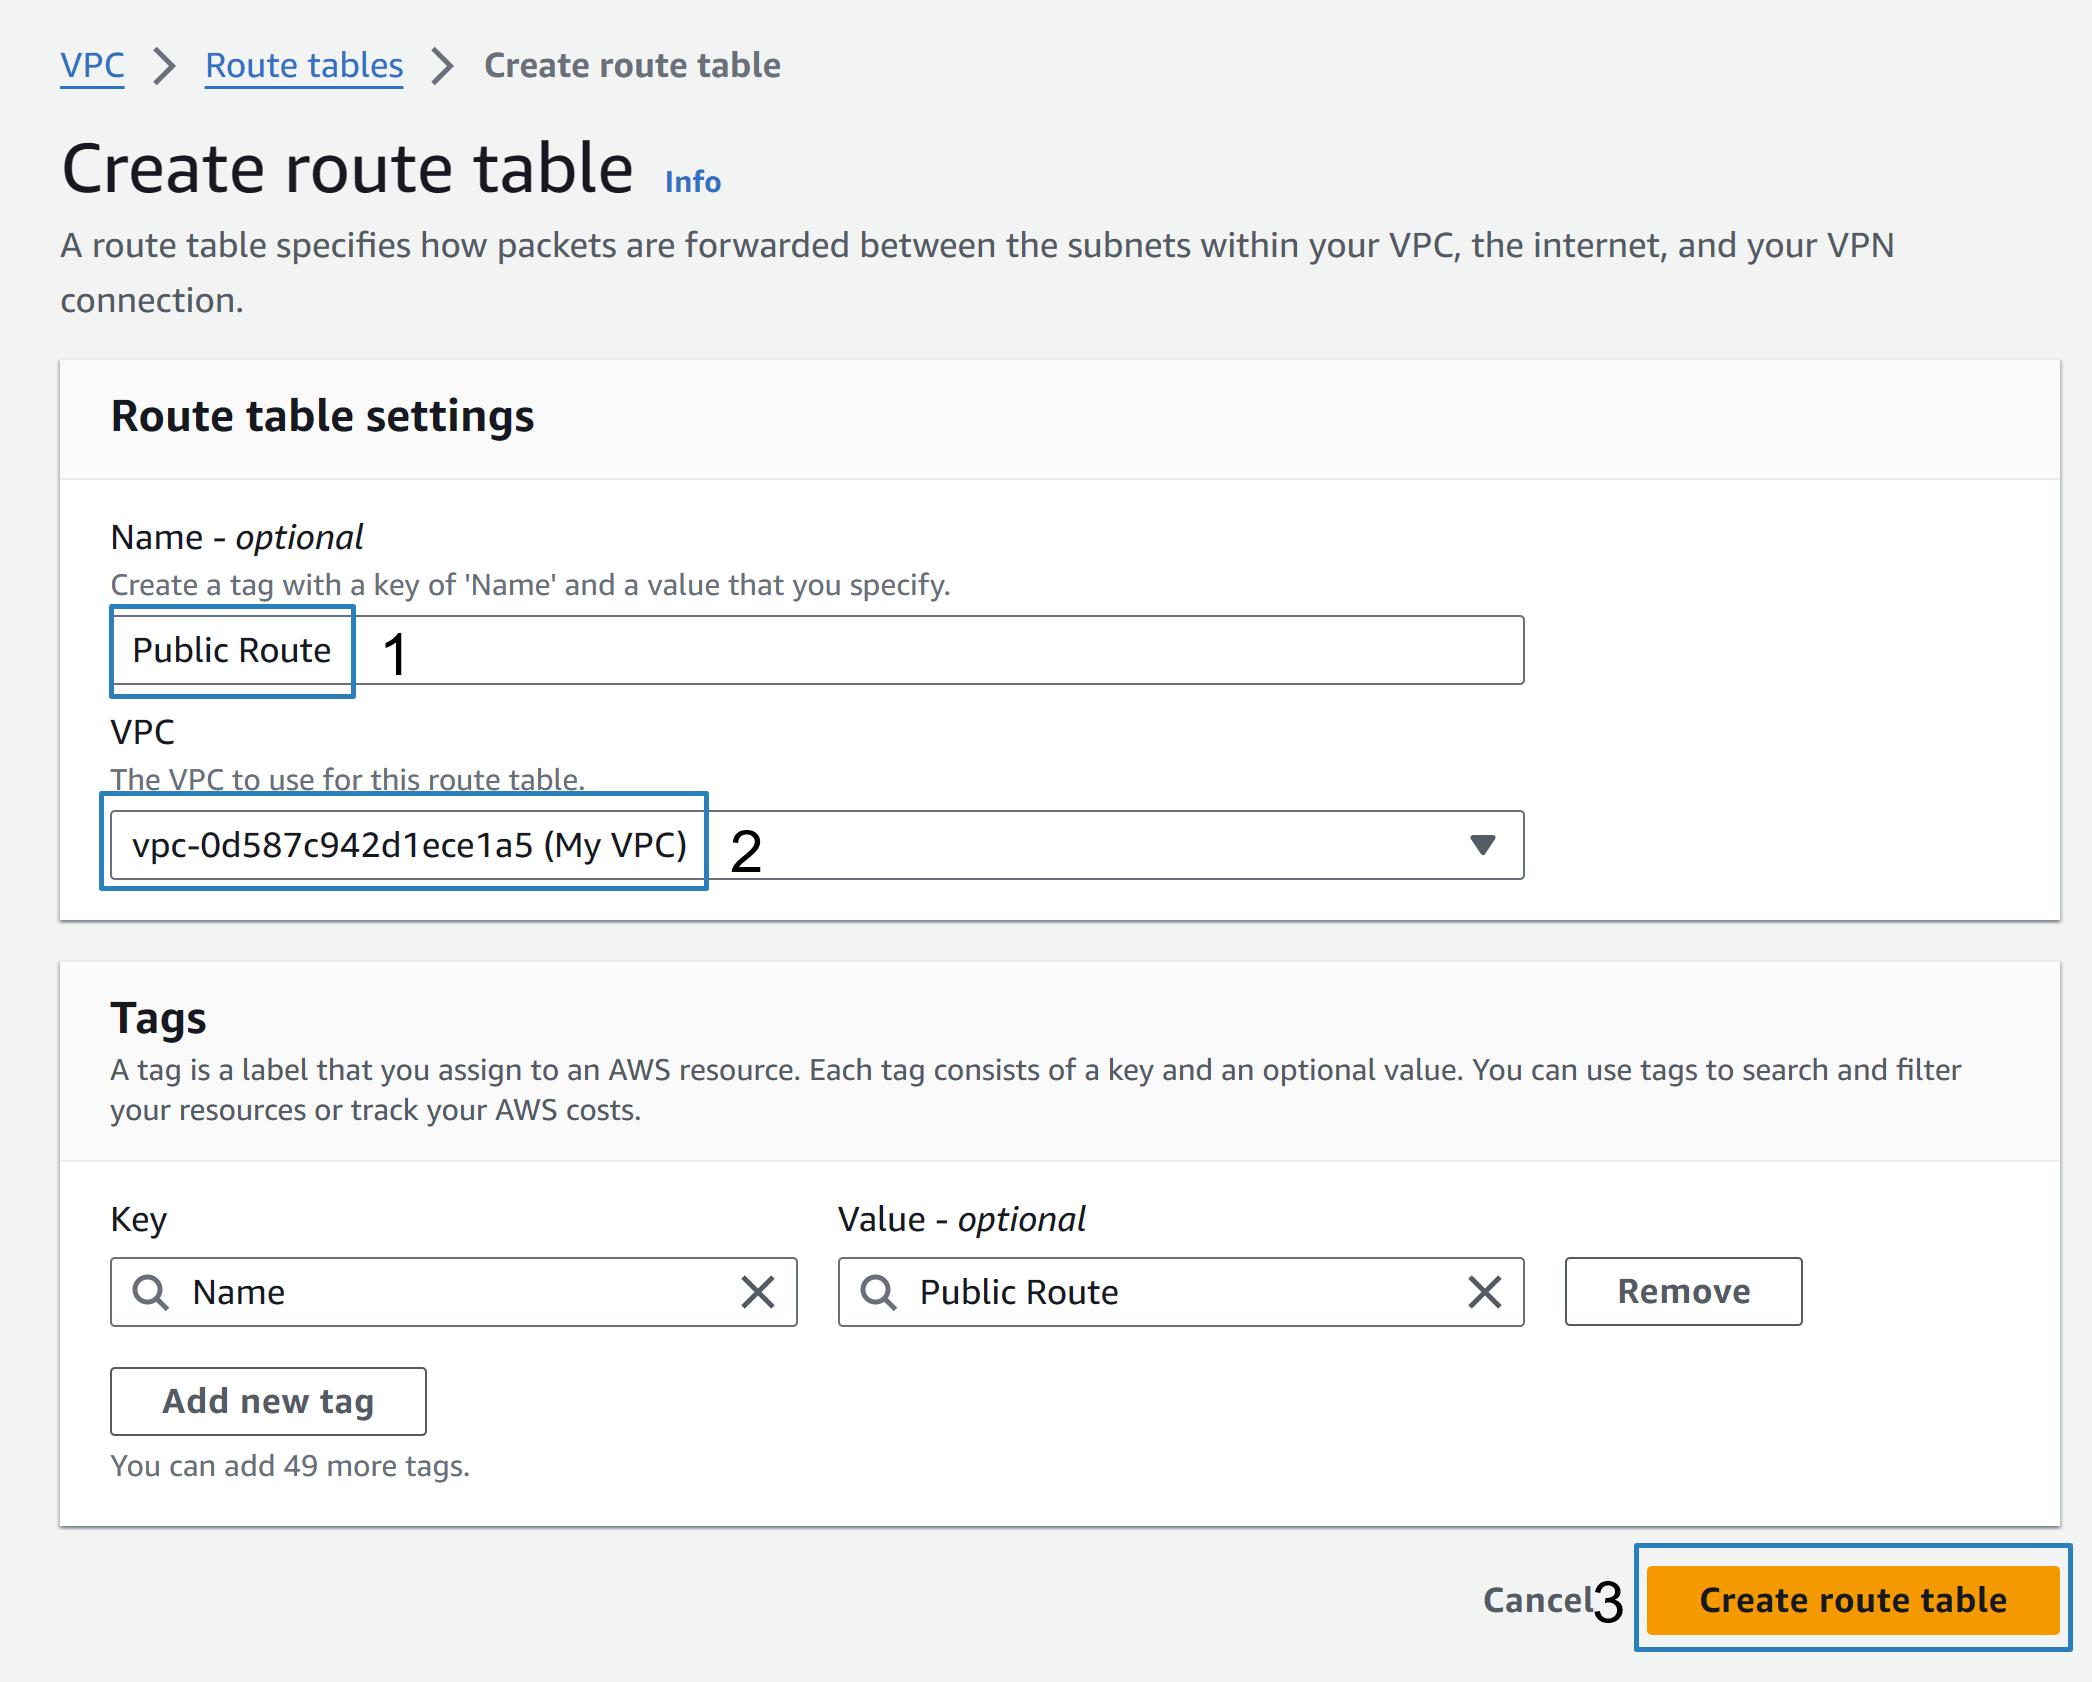 VPC > Route tables > Create route table
Create route table Info
A route table specifies how packets are forwarded between the subnets within your VPC, the internet, and your VPN
connection.
Route table settings
Name - optional
Create a tag with a key of 'Name' and a value that you specify.
Public Route 1
VPC
The VPC to use for this route table.
vpc-0d587c942d1ece1a5 (My VPC) 2
Tags
A tag is a label that you assign to an AWS resource. Each tag consists of a key and an optional value. You can use tags to search and filter
your resources or track your AWS costs.
Key Value - optional
Name Public Route Remove
Add new tag
You can add 49 more tags.
Cancel 3 Create route table